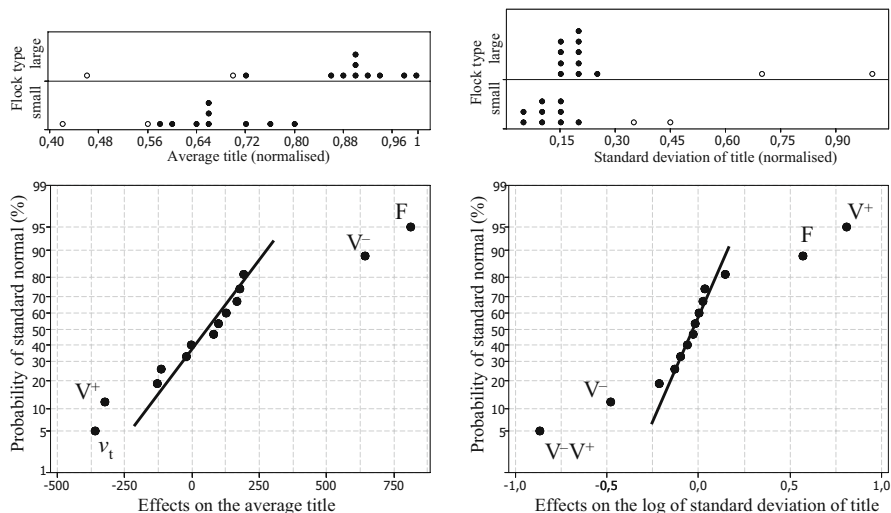 Flock type
large
small
0,40 0,48 0,56 0,64 0,72 0,80 0,88 0,96 1
Average title (normalised)
Flock type
large
small
0,15 0,30 0,45 0,60 0,75 0,90
Standard deviation of title (normalised)
Probability of standard normal (%)
99
95
90
80
70
60
50
40
30
20
10
5
1
F
V⁻
V⁺
vₜ
-500 -250 0 250 500 750
Effects on the average title
Probability of standard normal (%)
99
95
90
80
70
60
50
40
30
20
10
5
V⁺
F
V⁻
V⁻V⁺
-1,0 -0,5 0,0 0,5 1,0
Effects on the log of standard deviation of title